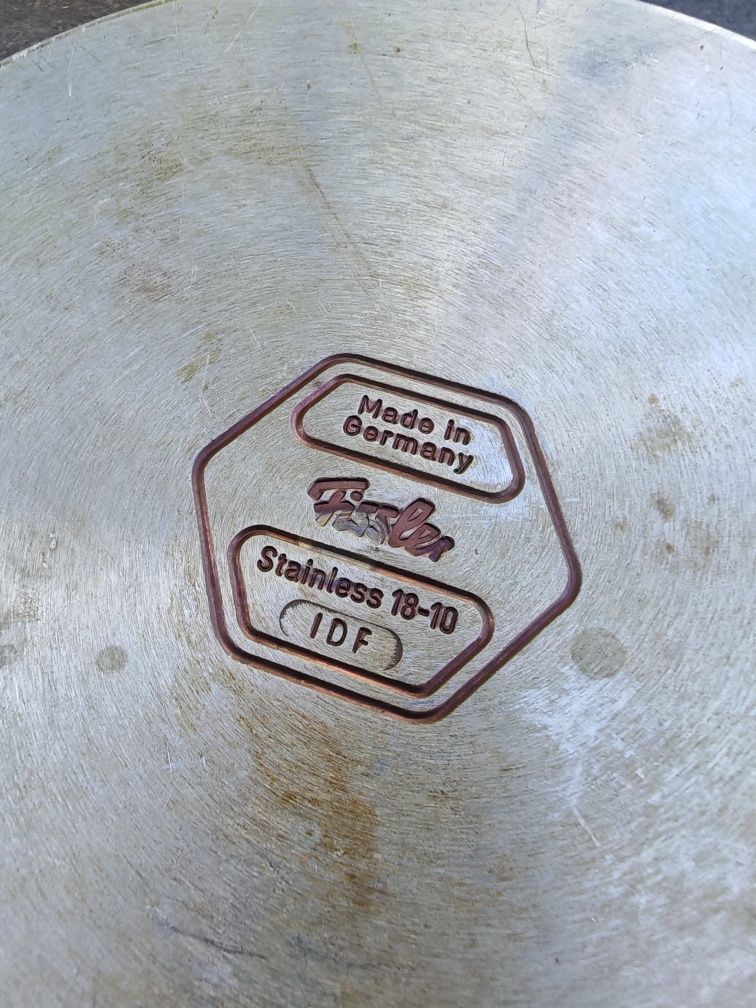 Made in
Germany
Fissler
Stainless 18-10
IDF